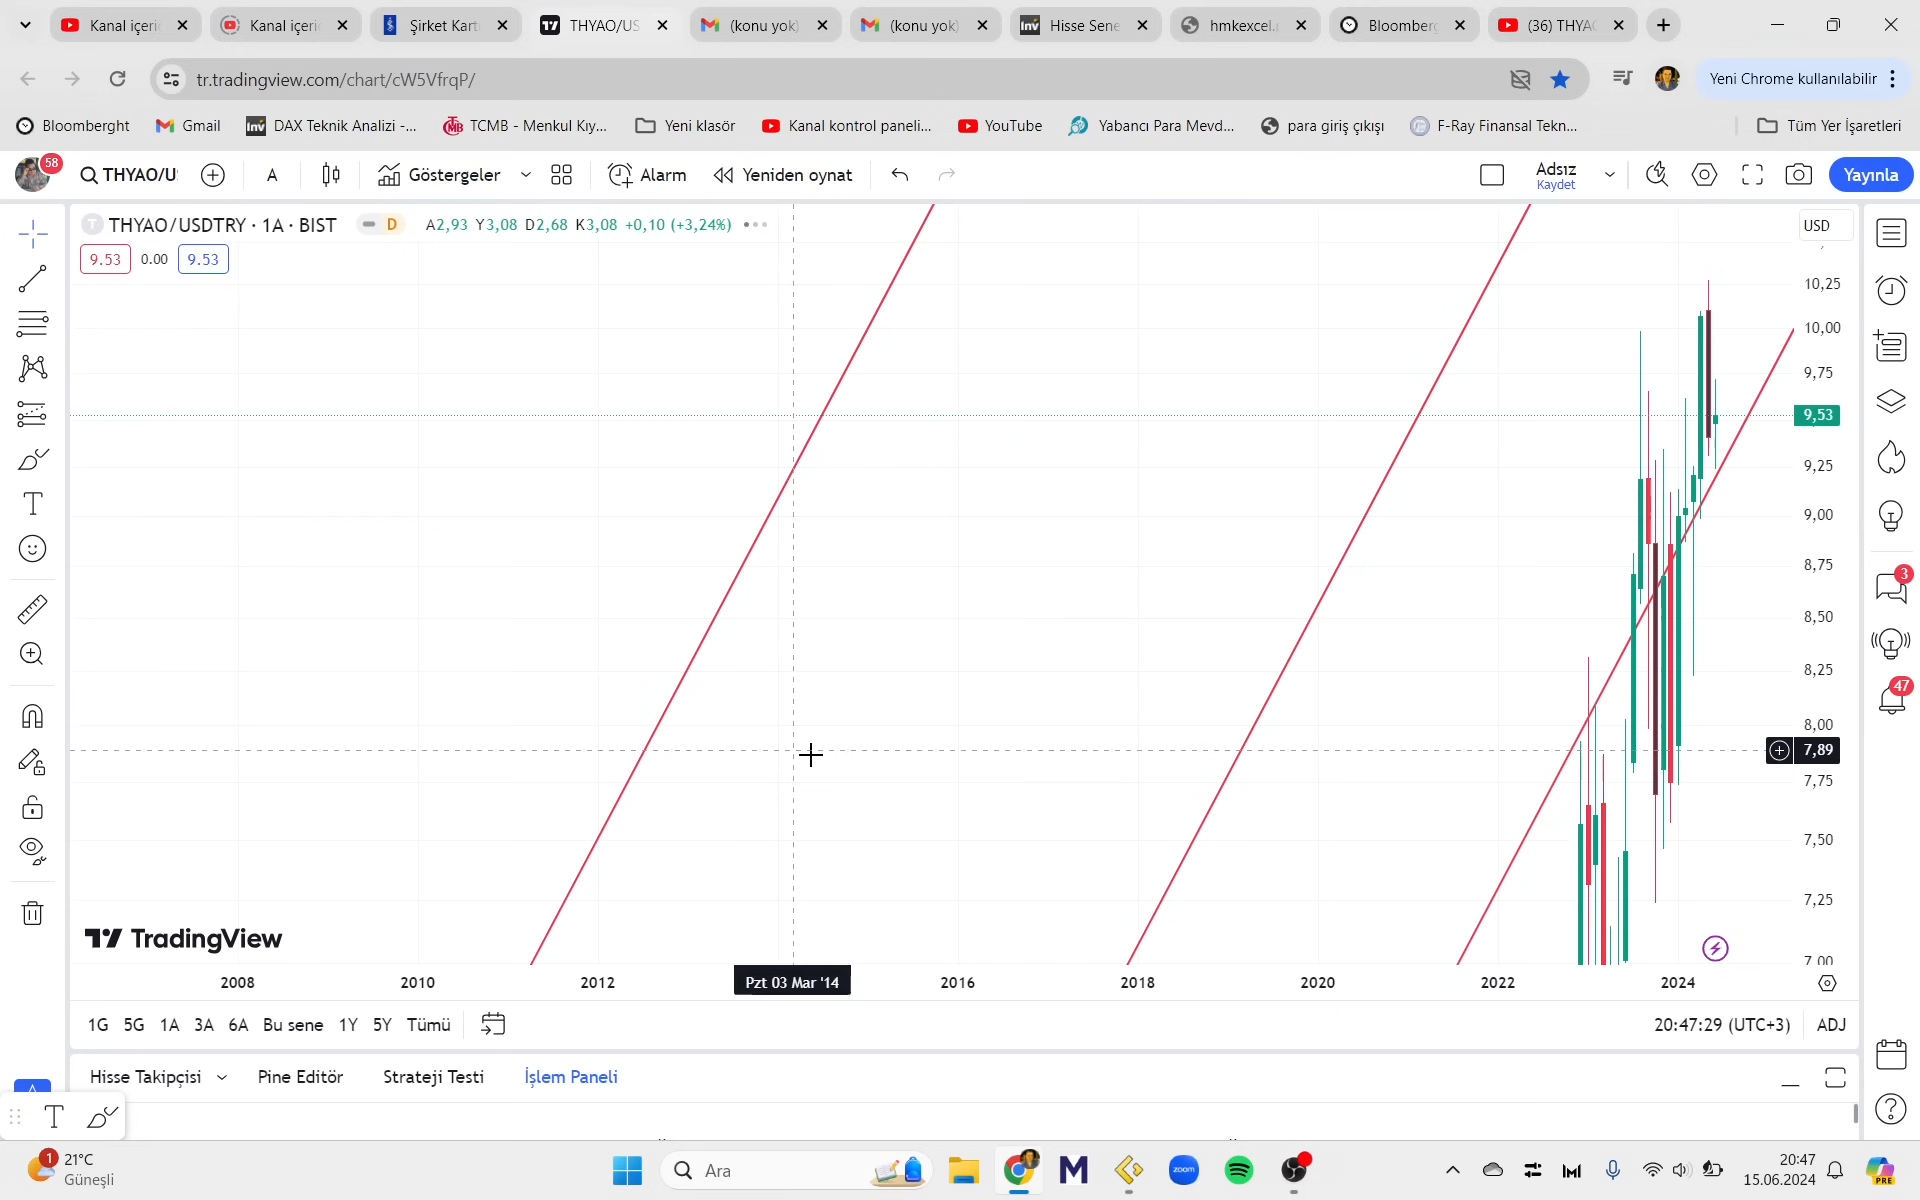 Kanal içeri
Kanal içeri
Şirket Kartı
THYAO/US
(konu yok)
(konu yok)
Hisse Sene
hmkexcel.
Bloomberg
(36) THYA
tr.tradingview.com/chart/cW5VfrqP/
Yeni Chrome kullanılabilir
Bloomberght
Gmail
DAX Teknik Analizi -...
TCMB - Menkul Kıy...
Yeni klasör
Kanal kontrol paneli...
YouTube
Yabancı Para Mevd...
para giriş çıkışı
F-Ray Finansal Tekn...
Tüm Yer İşaretleri
58
THYAO/U
A
Göstergeler
Alarm
Yeniden oynat
Adsız
Kaydet
Yayınla
THYAO/USDTRY · 1A · BIST
D
A2,93 Y3,08 D2,68 K3,08 +0,10 (+3,24%)
9.53 0.00 9.53
USD
10,25
10,00
9,75
9,53
9,25
9,00
8,75
8,50
8,25
8,00
7,89
7,75
7,50
7,25
7,00
3
47
TradingView
2008 2010 2012 Pzt 03 Mar '14 2016 2018 2020 2022 2024
1G 5G 1A 3A 6A Bu sene 1Y 5Y Tümü
20:47:29 (UTC+3) ADJ
Hisse Takipçisi Pine Editör Strateji Testi İşlem Paneli
1
21°C
Güneşli
Ara
zoom
PRE
20:47
15.06.2024